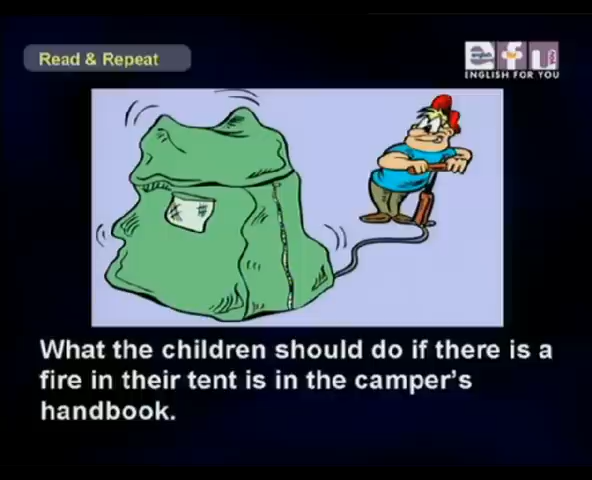 Read & Repeat
efu
ENGLISH FOR YOU
What the children should do if there is a
fire in their tent is in the camper's
handbook.